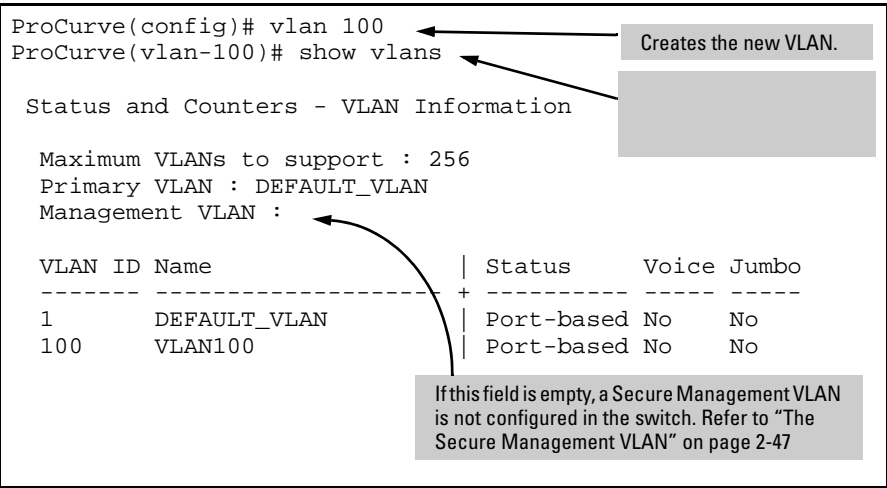 ProCurve(config)# vlan 100
Creates the new VLAN.
ProCurve(vlan-100)# show vlans
Status and Counters - VLAN Information
Maximum VLANs to support : 256
Primary VLAN : DEFAULT_VLAN
Management VLAN :
VLAN ID Name | Status Voice Jumbo
------- -------------------- + ---------- ----- -----
1 DEFAULT_VLAN | Port-based No No
100 VLAN100 | Port-based No No
If this field is empty, a Secure Management VLAN
is not configured in the switch. Refer to “The
Secure Management VLAN” on page 2-47